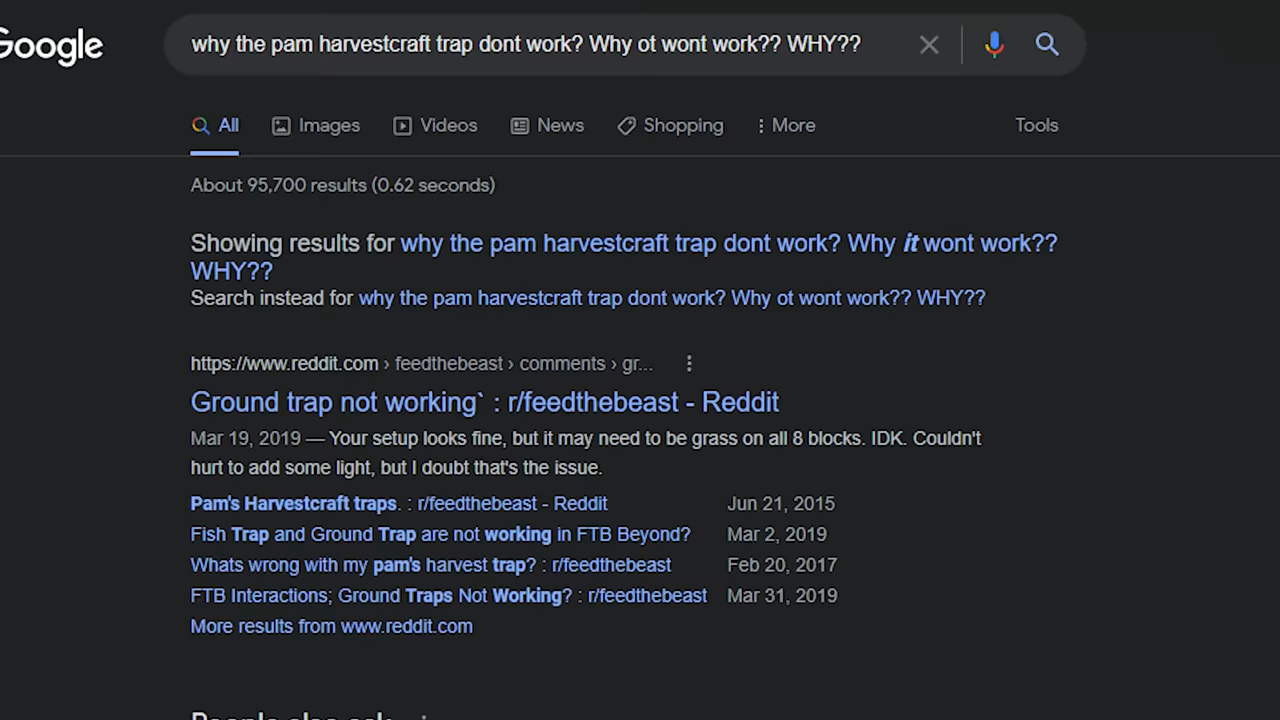 Google
why the pam harvestcraft trap dont work? Why ot wont work?? WHY??
All Images Videos News Shopping More Tools
About 95,700 results (0.62 seconds)
Showing results for why the pam harvestcraft trap dont work? Why it wont work??
WHY??
Search instead for why the pam harvestcraft trap dont work? Why ot wont work?? WHY??
https://www.reddit.com › feedthebeast › comments › gr...
Ground trap not working` : r/feedthebeast - Reddit
Mar 19, 2019 — Your setup looks fine, but it may need to be grass on all 8 blocks. IDK. Couldn't
hurt to add some light, but I doubt that's the issue.
Pam's Harvestcraft traps. : r/feedthebeast - Reddit Jun 21, 2015
Fish Trap and Ground Trap are not working in FTB Beyond? Mar 2, 2019
Whats wrong with my pam's harvest trap? : r/feedthebeast Feb 20, 2017
FTB Interactions; Ground Traps Not Working? : r/feedthebeast Mar 31, 2019
More results from www.reddit.com
People also ask